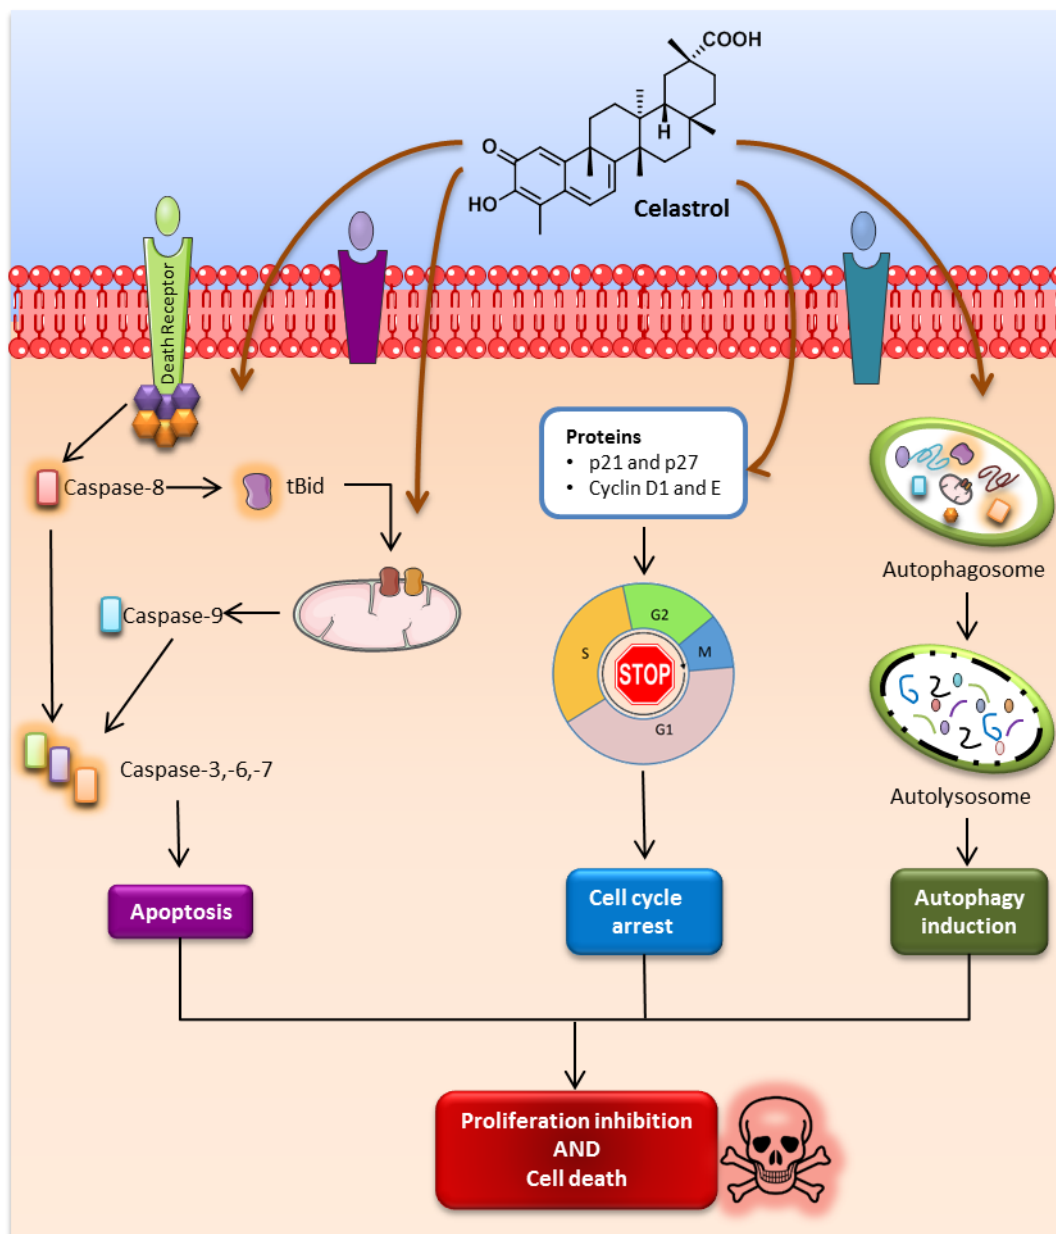 COOH
H
O
HO
Celastrol
Death Receptor
Proteins
• p21 and p27
• Cyclin D1 and E
Caspase-8
tBid
Autophagosome
Caspase-9
G2
S
M
STOP
G1
Caspase-3,-6,-7
Autolysosome
Apoptosis
Cell cycle
arrest
Autophagy
induction
Proliferation inhibition
AND
Cell death